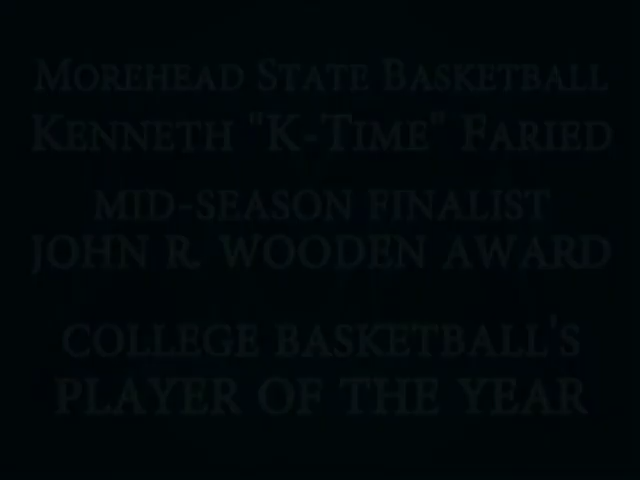 Morehead State Basketball
Kenneth "K-Time" Faried
mid-season finalist
John R. Wooden Award
college basketball's
player of the year